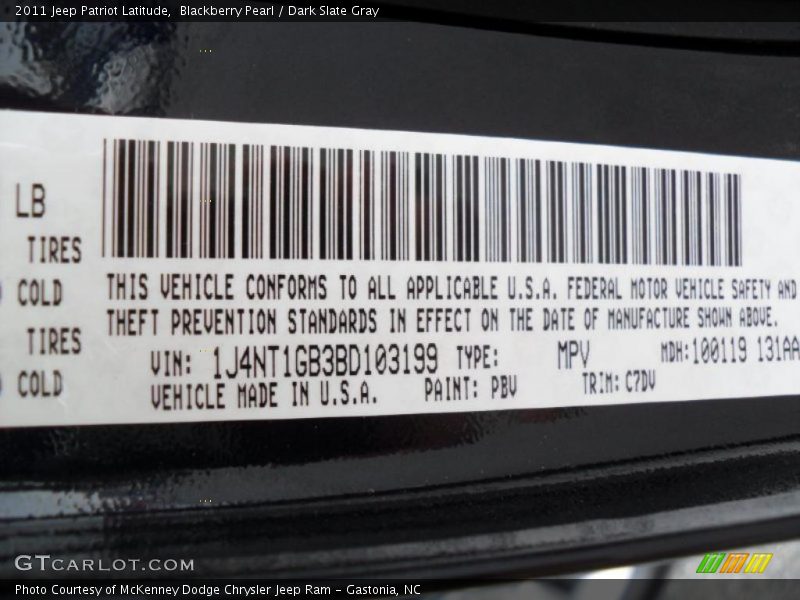 2011 Jeep Patriot Latitude, Blackberry Pearl / Dark Slate Gray
LB
TIRES
COLD
TIRES
COLD
THIS VEHICLE CONFORMS TO ALL APPLICABLE U.S.A. FEDERAL MOTOR VEHICLE SAFETY AND
THEFT PREVENTION STANDARDS IN EFFECT ON THE DATE OF MANUFACTURE SHOWN ABOVE.
VIN: 1J4NT1GB3BD103199 TYPE: MPV MDH:100119 131AA
VEHICLE MADE IN U.S.A. PAINT: PBV TRIM: C7DV
GTCARLOT.COM
Photo Courtesy of McKenney Dodge Chrysler Jeep Ram – Gastonia, NC